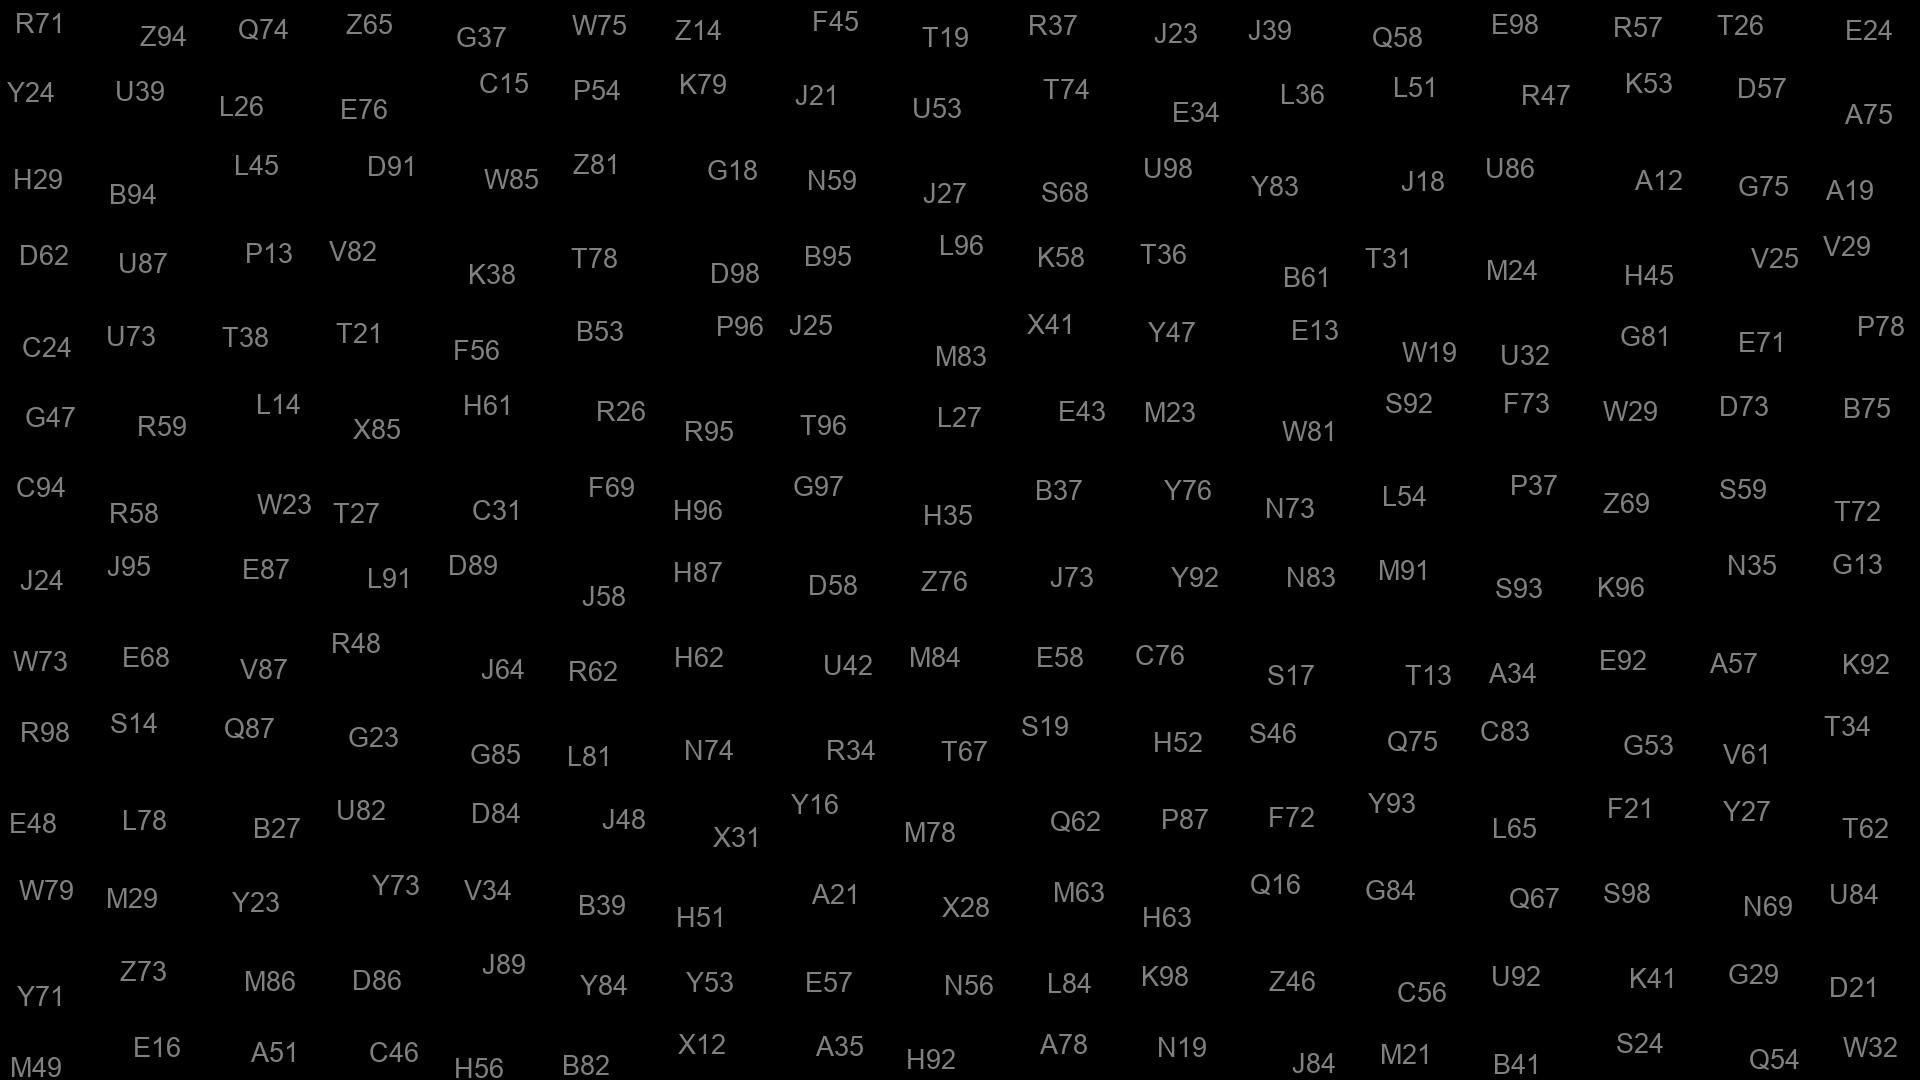 R71 Z94 Q74 Z65 G37 W75 Z14 F45 T19 R37 J23 J39 Q58 E98 R57 T26 E24
Y24 U39 L26 E76 C15 P54 K79 J21 U53 T74 E34 L36 L51 R47 K53 D57 A75
H29 B94 L45 D91 W85 Z81 G18 N59 J27 S68 U98 Y83 J18 U86 A12 G75 A19
D62 U87 P13 V82 K38 T78 D98 B95 L96 K58 T36 B61 T31 M24 H45 V25 V29
C24 U73 T38 T21 F56 B53 P96 J25 M83 X41 Y47 E13 W19 U32 G81 E71 P78
G47 R59 L14 X85 H61 R26 R95 T96 L27 E43 M23 W81 S92 F73 W29 D73 B75
C94 R58 W23 T27 C31 F69 H96 G97 H35 B37 Y76 N73 L54 P37 Z69 S59 T72
J24 J95 E87 L91 D89 J58 H87 D58 Z76 J73 Y92 N83 M91 S93 K96 N35 G13
W73 E68 V87 R48 J64 R62 H62 U42 M84 E58 C76 S17 T13 A34 E92 A57 K92
R98 S14 Q87 G23 G85 L81 N74 R34 T67 S19 H52 S46 Q75 C83 G53 V61 T34
E48 L78 B27 U82 D84 J48 X31 Y16 M78 Q62 P87 F72 Y93 L65 F21 Y27 T62
W79 M29 Y23 Y73 V34 B39 H51 A21 X28 M63 H63 Q16 G84 Q67 S98 N69 U84
Y71 Z73 M86 D86 J89 Y84 Y53 E57 N56 L84 K98 Z46 C56 U92 K41 G29 D21
M49 E16 A51 C46 H56 B82 X12 A35 H92 A78 N19 J84 M21 B41 S24 Q54 W32